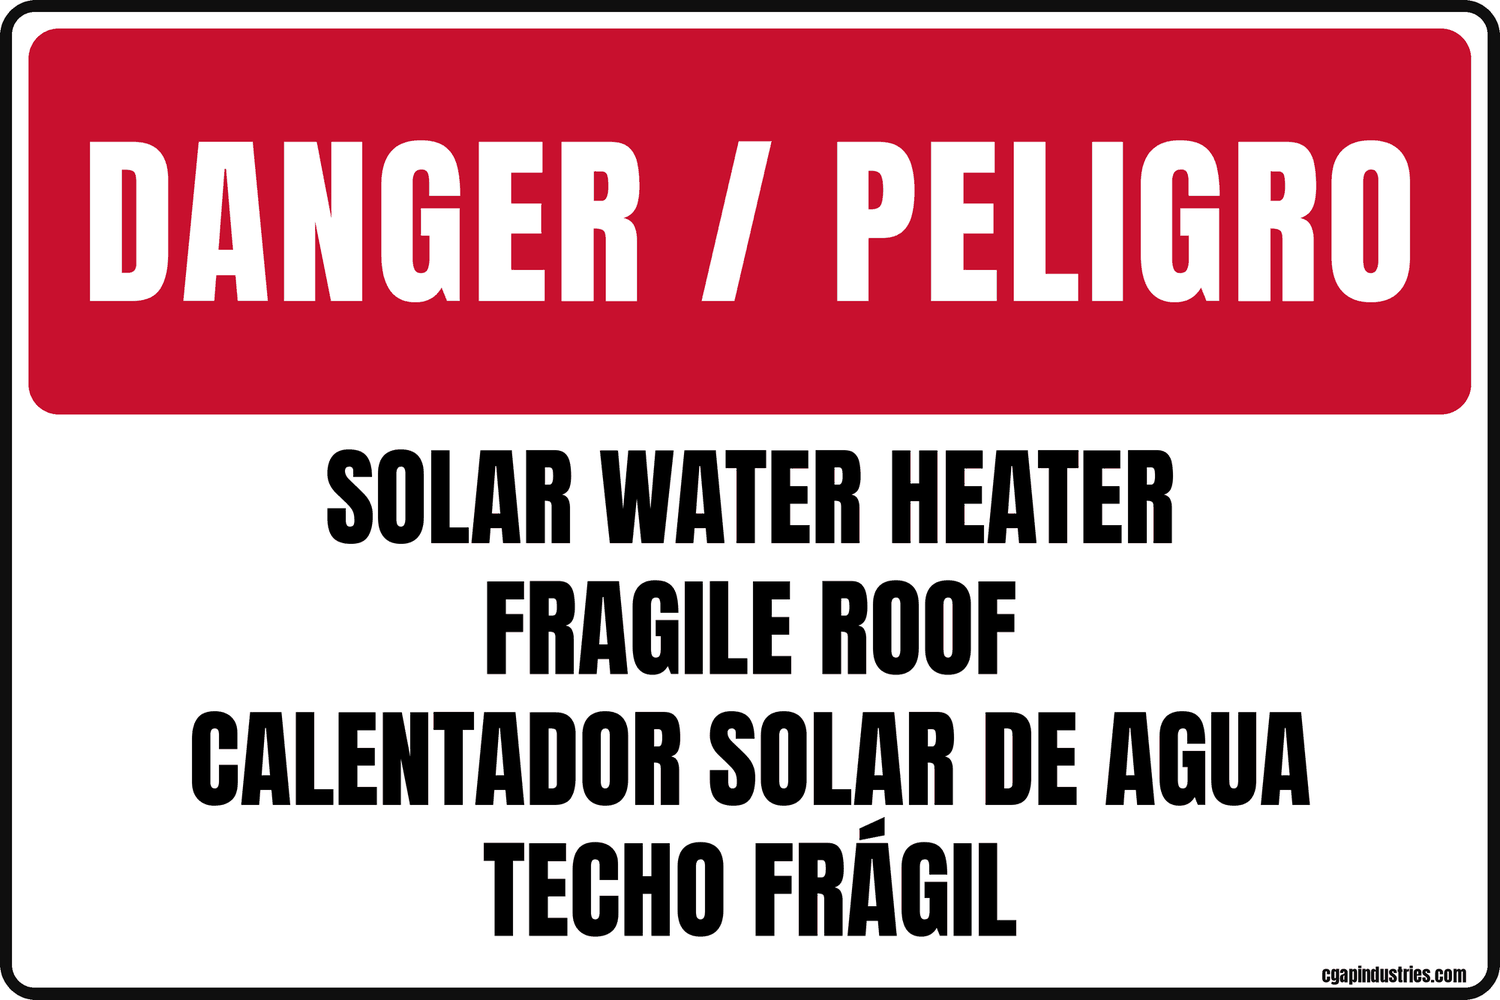 DANGER / PELIGRO
SOLAR WATER HEATER
FRAGILE ROOF
CALENTADOR SOLAR DE AGUA
TECHO FRÁGIL
cgapindustries.com